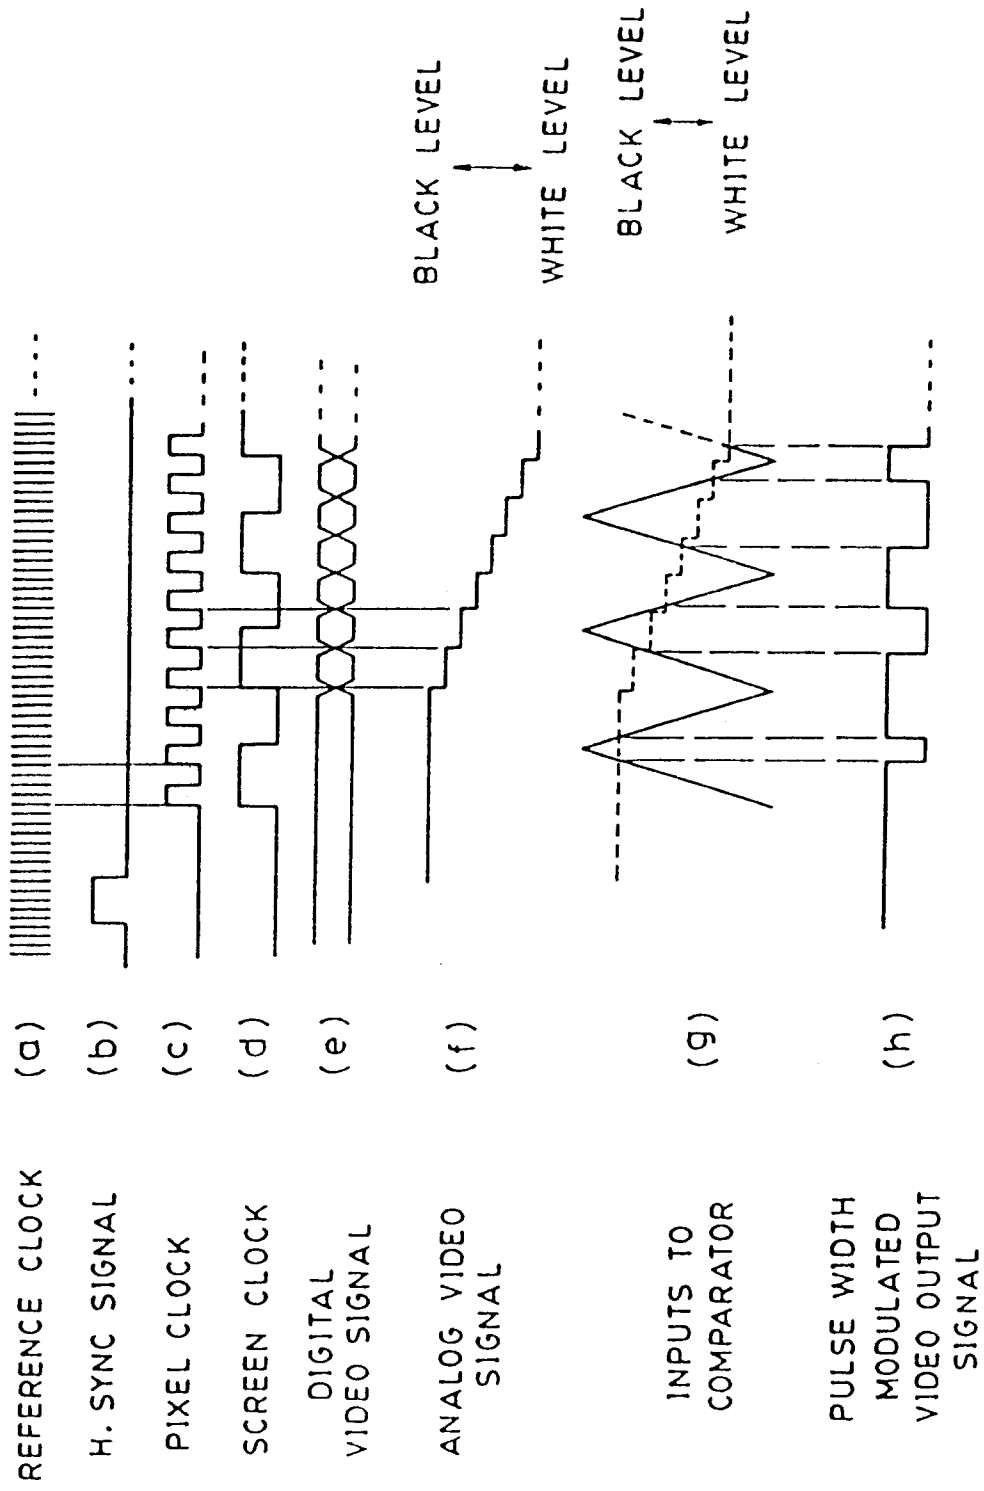 REFERENCE CLOCK (a)
H. SYNC SIGNAL (b)
PIXEL CLOCK (c)
SCREEN CLOCK (d)
DIGITAL
VIDEO SIGNAL (e)
ANALOG VIDEO
SIGNAL (f)
BLACK LEVEL
WHITE LEVEL
INPUTS TO
COMPARATOR (g)
BLACK LEVEL
WHITE LEVEL
PULSE WIDTH
MODULATED
VIDEO OUTPUT
SIGNAL (h)